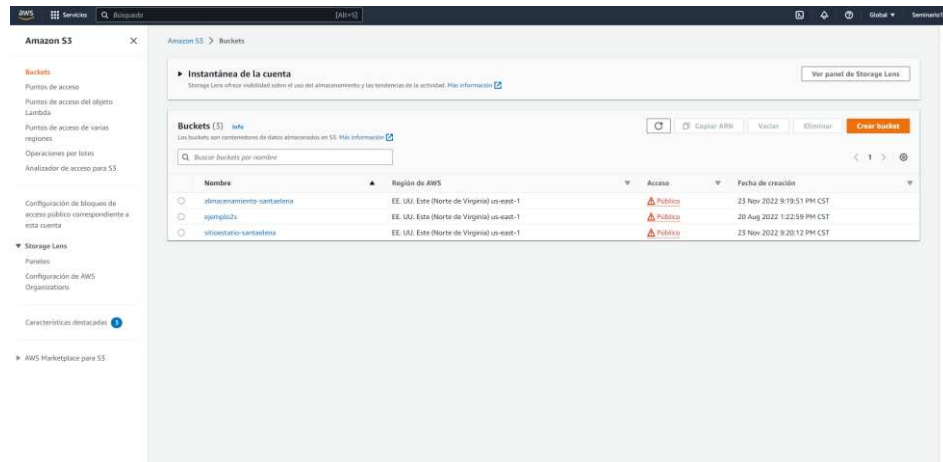 aws
Servicios
Búsqueda
[Alt+S]
Global
Seminario1
Amazon S3
Buckets
Puntos de acceso
Puntos de acceso del objeto
Lambda
Puntos de acceso de varias
regiones
Operaciones por lotes
Analizador de acceso para S3
Configuración de bloqueo de
acceso público correspondiente a
esta cuenta
Storage Lens
Paneles
Configuración de AWS
Organizations
Características destacadas 3
AWS Marketplace para S3
Amazon S3 > Buckets
Instantánea de la cuenta
Storage Lens ofrece visibilidad sobre el uso del almacenamiento y las tendencias de la actividad. Más información
Ver panel de Storage Lens
Buckets (3) Info
Los buckets son contenedores de datos almacenados en S3. Más información
Copiar ARN
Vaciar
Eliminar
Crear bucket
Buscar buckets por nombre
1
Nombre Región de AWS Acceso Fecha de creación
almacenamiento-santaelena EE. UU. Este (Norte de Virginia) us-east-1 Público 23 Nov 2022 9:19:51 PM CST
ejemplo2s EE. UU. Este (Norte de Virginia) us-east-1 Público 20 Aug 2022 1:22:59 PM CST
sitioestatio-santaelena EE. UU. Este (Norte de Virginia) us-east-1 Público 23 Nov 2022 9:20:12 PM CST